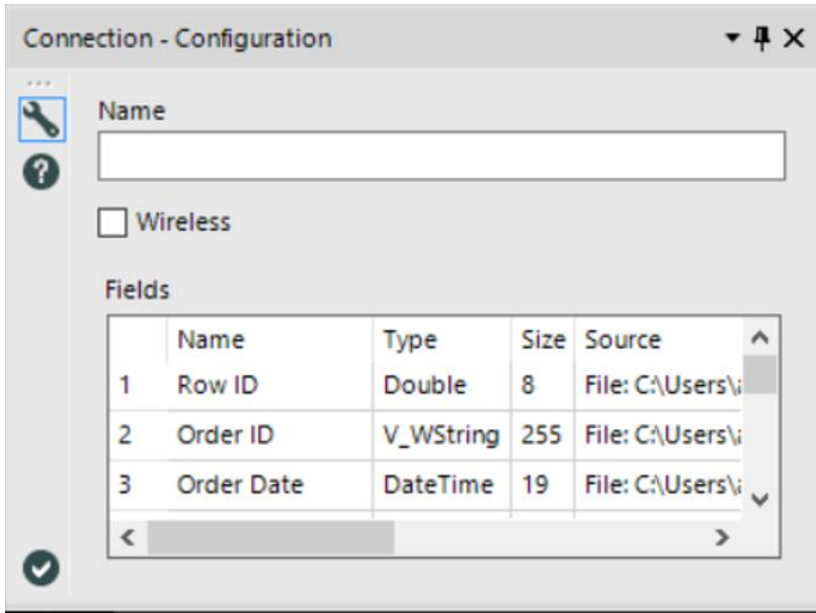 Connection - Configuration
Name
Wireless
Fields
Name Type Size Source
1 Row ID Double 8 File: C:\Users\
2 Order ID V_WString 255 File: C:\Users\
3 Order Date DateTime 19 File: C:\Users\